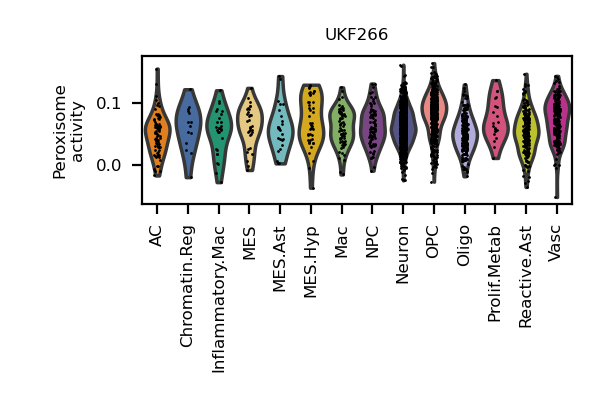 UKF266
Peroxisome
activity
0.1
0.0
AC
Chromatin.Reg
Inflammatory.Mac
MES
MES.Ast
MES.Hyp
Mac
NPC
Neuron
OPC
Oligo
Prolif.Metab
Reactive.Ast
Vasc